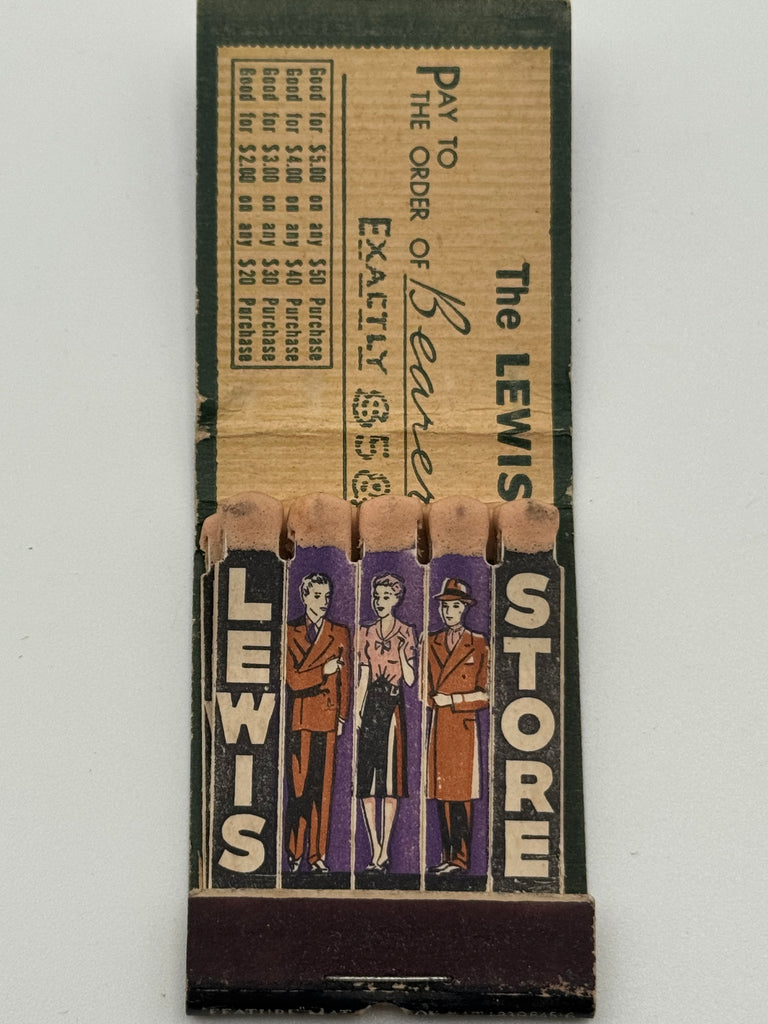 The LEWIS
PAY TO
THE ORDER OF Bearer
EXACTLY $5
Good for $5.00 on any $50 Purchase
Good for $4.00 on any $40 Purchase
Good for $3.00 on any $30 Purchase
Good for $2.00 on any $20 Purchase
LEWIS
STORE
FEATURE